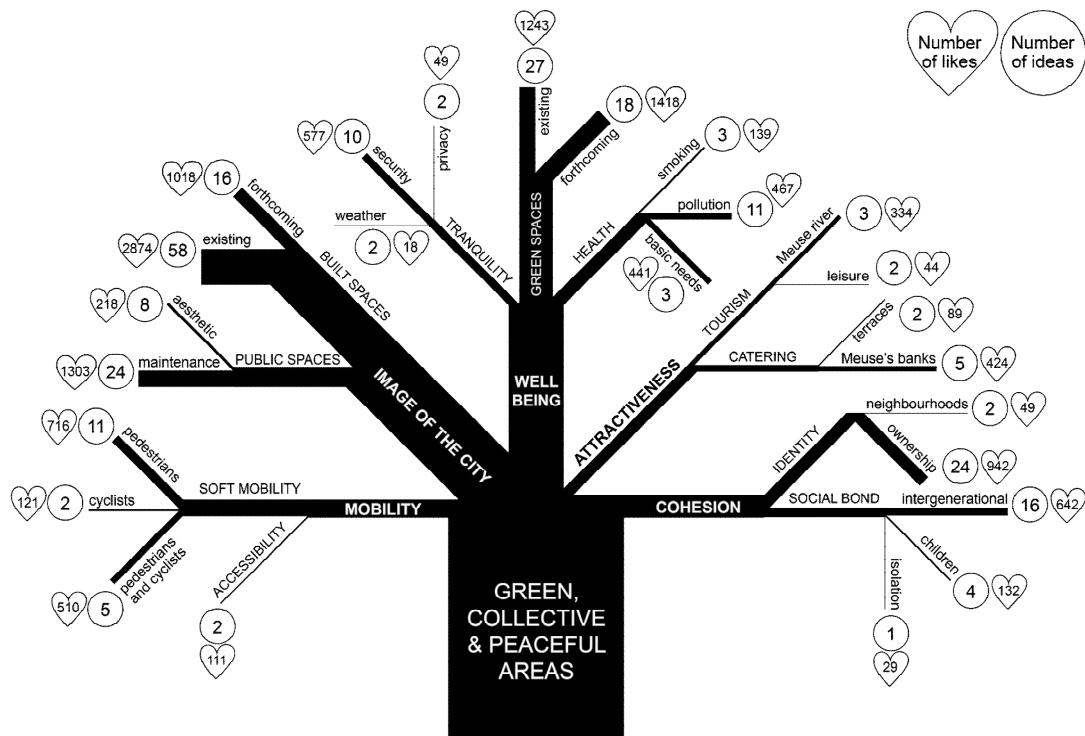 Number
of likes
Number
of ideas
1243
27
existing
18
1418
forthcoming
GREEN SPACES
49
2
privacy
577
10
security
weather
2
18
TRANQUILITY
3
139
smoking
467
pollution
11
basic needs
441
3
HEALTH
WELL
BEING
1018
16
forthcoming
2874
58
existing
BUILT SPACES
218
8
aesthetic
1303
24
maintenance
PUBLIC SPACES
IMAGE OF THE CITY
Meuse river
3
334
leisure
2
44
TOURISM
terraces
2
89
CATERING
Meuse's banks
5
424
ATTRACTIVENESS
716
11
pedestrians
121
2
cyclists
510
5
pedestrians
and cyclists
SOFT MOBILITY
ACCESSIBILITY
2
111
MOBILITY
neighbourhoods
2
49
ownership
24
942
IDENTITY
SOCIAL BOND
intergenerational
16
642
children
4
132
isolation
1
29
COHESION
GREEN,
COLLECTIVE
& PEACEFUL
AREAS